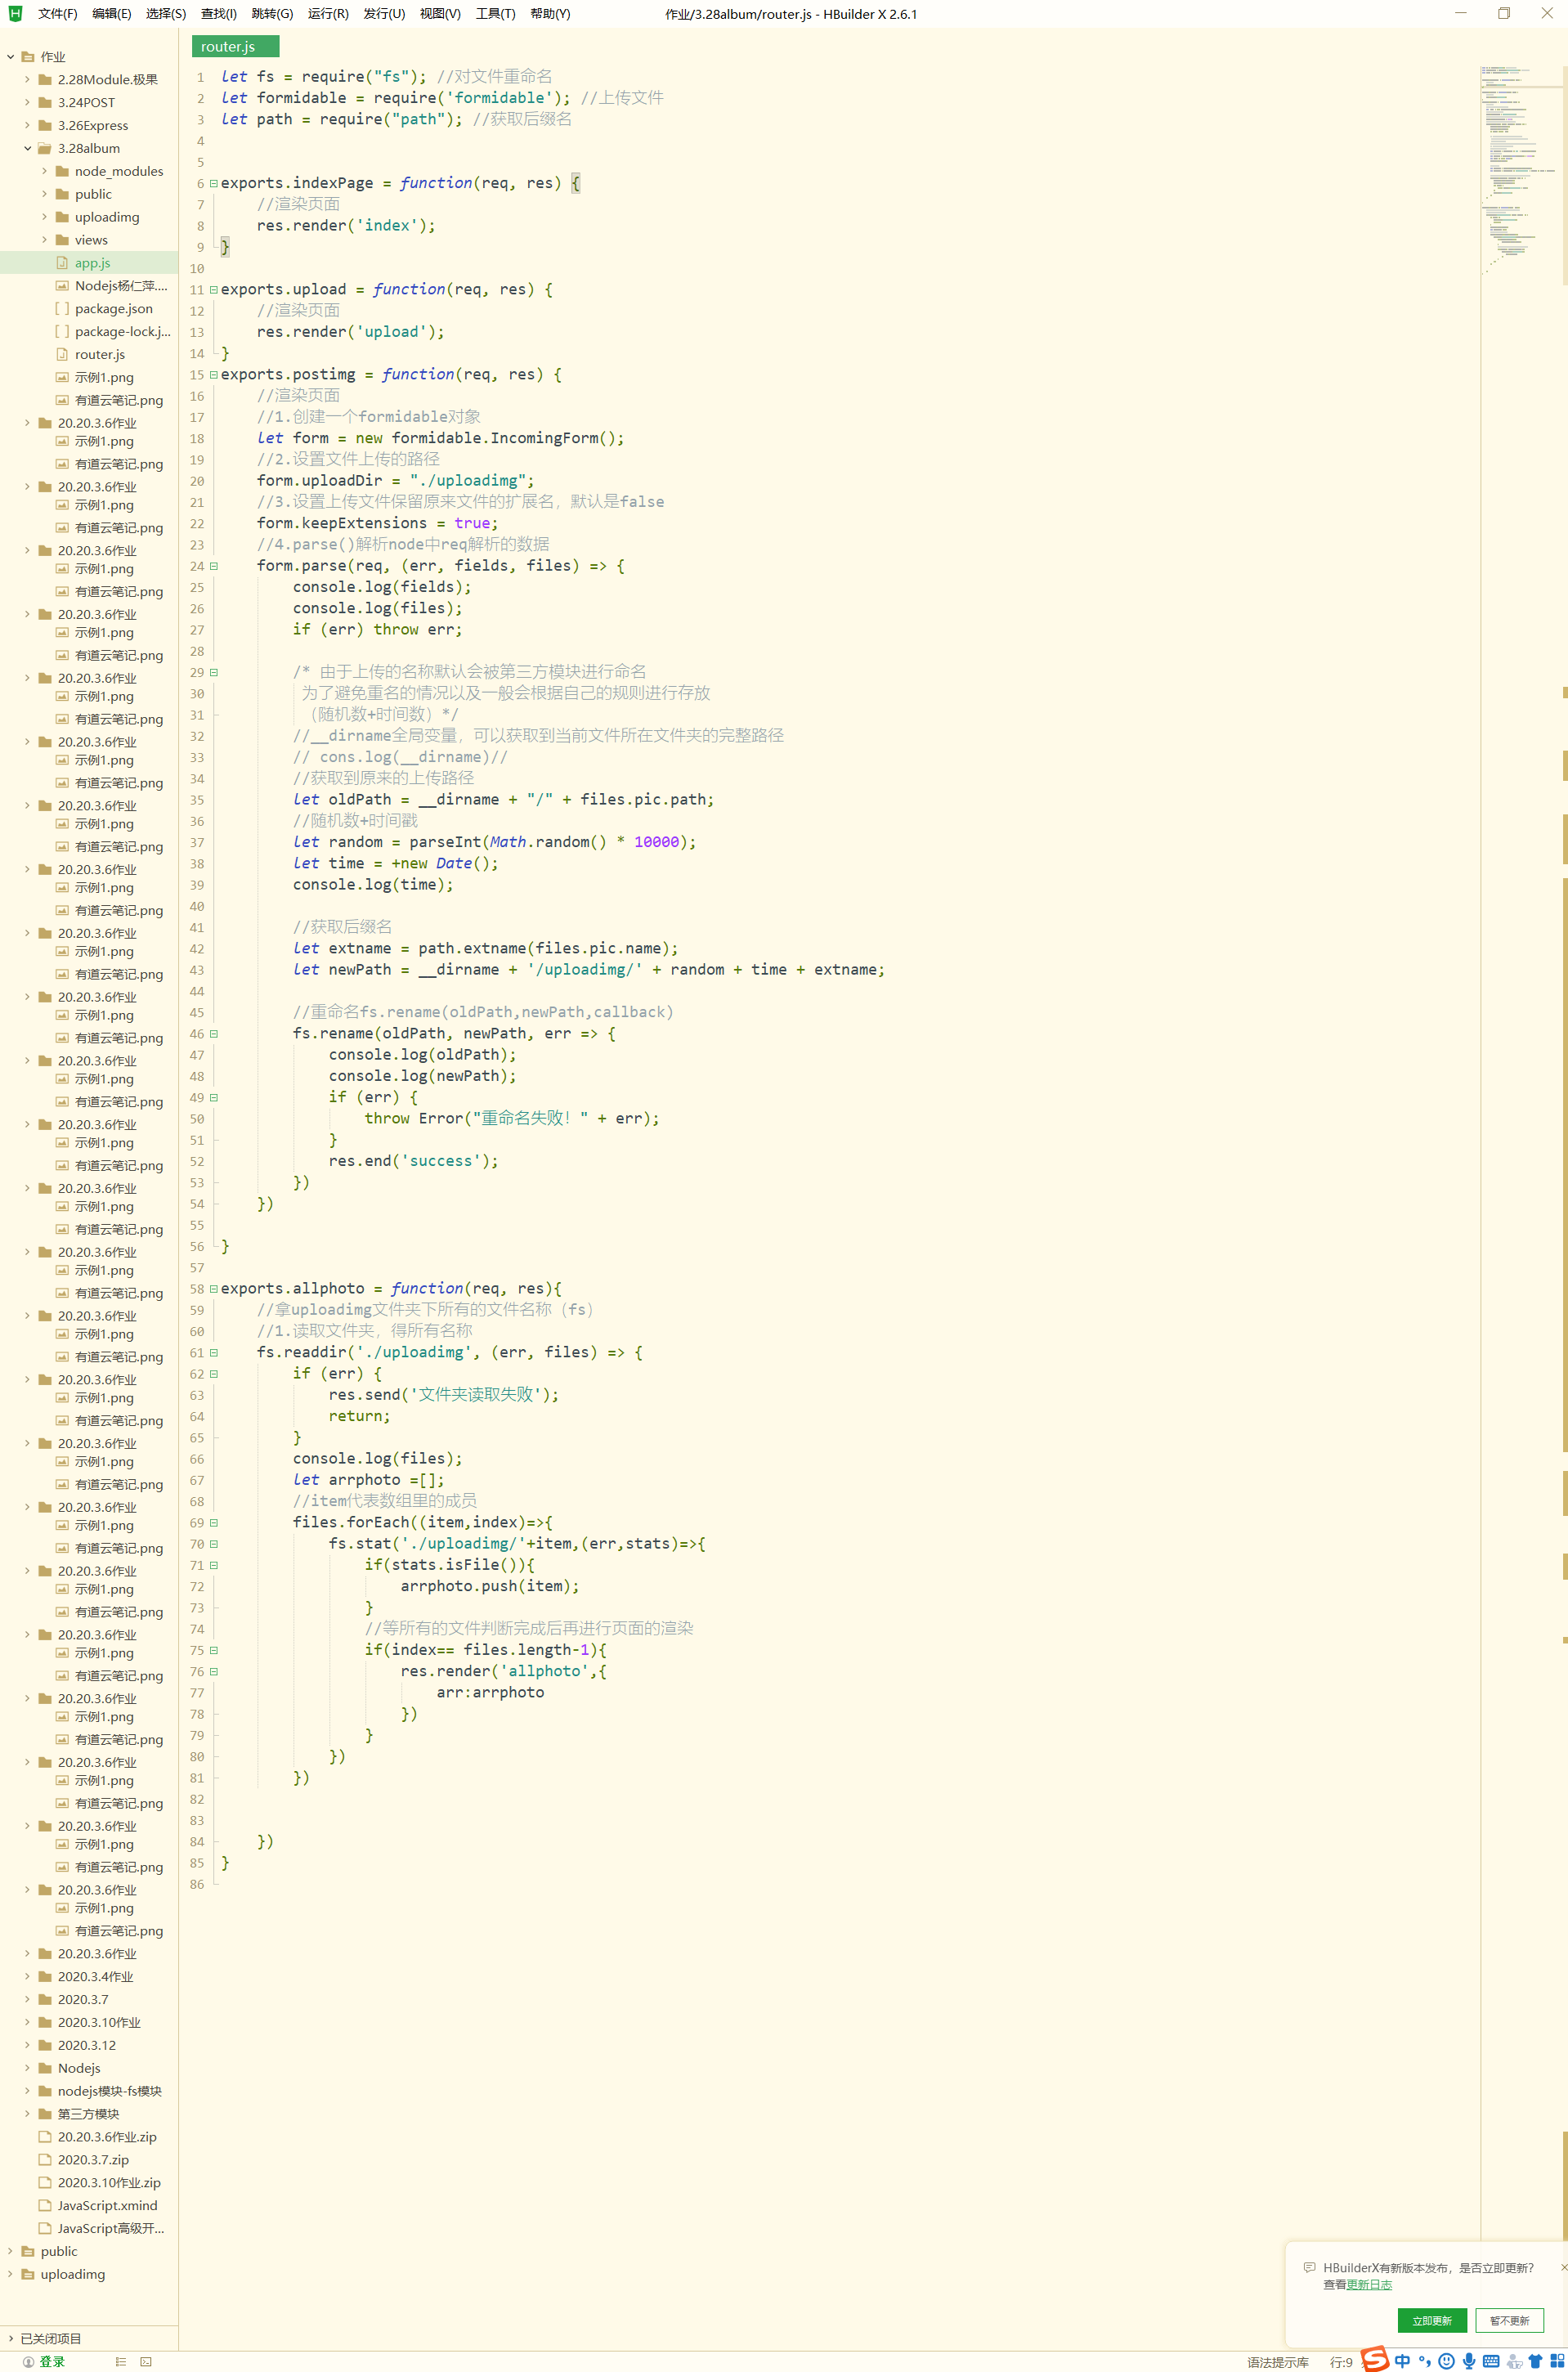 文件(F) 编辑(E) 选择(S) 查找(I) 跳转(G) 运行(R) 发行(U) 视图(V) 工具(T) 帮助(Y) 作业/3.28album/router.js - HBuilder X 2.6.1
作业
2.28Module.极果
3.24POST
3.26Express
3.28album
node_modules
public
uploadimg
views
app.js
Nodejs杨仁萍....
package.json
package-lock.j...
router.js
示例1.png
有道云笔记.png
20.20.3.6作业
示例1.png
有道云笔记.png
20.20.3.6作业
示例1.png
有道云笔记.png
20.20.3.6作业
示例1.png
有道云笔记.png
20.20.3.6作业
示例1.png
有道云笔记.png
20.20.3.6作业
示例1.png
有道云笔记.png
20.20.3.6作业
示例1.png
有道云笔记.png
20.20.3.6作业
示例1.png
有道云笔记.png
20.20.3.6作业
示例1.png
有道云笔记.png
20.20.3.6作业
示例1.png
有道云笔记.png
20.20.3.6作业
示例1.png
有道云笔记.png
20.20.3.6作业
示例1.png
有道云笔记.png
20.20.3.6作业
示例1.png
有道云笔记.png
20.20.3.6作业
示例1.png
有道云笔记.png
20.20.3.6作业
示例1.png
有道云笔记.png
20.20.3.6作业
示例1.png
有道云笔记.png
20.20.3.6作业
示例1.png
有道云笔记.png
20.20.3.6作业
示例1.png
有道云笔记.png
20.20.3.6作业
示例1.png
有道云笔记.png
20.20.3.6作业
示例1.png
有道云笔记.png
20.20.3.6作业
示例1.png
有道云笔记.png
20.20.3.6作业
示例1.png
有道云笔记.png
20.20.3.6作业
示例1.png
有道云笔记.png
20.20.3.6作业
示例1.png
有道云笔记.png
20.20.3.6作业
示例1.png
有道云笔记.png
20.20.3.6作业
2020.3.4作业
2020.3.7
2020.3.10作业
2020.3.12
Nodejs
nodejs模块-fs模块
第三方模块
20.20.3.6作业.zip
2020.3.7.zip
2020.3.10作业.zip
JavaScript.xmind
JavaScript高级开...
public
uploadimg
已关闭项目
登录
router.js
1 let fs = require("fs"); //对文件重命名
2 let formidable = require('formidable'); //上传文件
3 let path = require("path"); //获取后缀名
4
5
6 exports.indexPage = function(req, res) {
7 //渲染页面
8 res.render('index');
9 }
10
11 exports.upload = function(req, res) {
12 //渲染页面
13 res.render('upload');
14 }
15 exports.postimg = function(req, res) {
16 //渲染页面
17 //1.创建一个formidable对象
18 let form = new formidable.IncomingForm();
19 //2.设置文件上传的路径
20 form.uploadDir = "./uploadimg";
21 //3.设置上传文件保留原来文件的扩展名，默认是false
22 form.keepExtensions = true;
23 //4.parse()解析node中req解析的数据
24 form.parse(req, (err, fields, files) => {
25 console.log(fields);
26 console.log(files);
27 if (err) throw err;
28
29 /* 由于上传的名称默认会被第三方模块进行命名
30 为了避免重名的情况以及一般会根据自己的规则进行存放
31 （随机数+时间数）*/
32 //__dirname全局变量，可以获取到当前文件所在文件夹的完整路径
33 // cons.log(__dirname)//
34 //获取到原来的上传路径
35 let oldPath = __dirname + "/" + files.pic.path;
36 //随机数+时间戳
37 let random = parseInt(Math.random() * 10000);
38 let time = +new Date();
39 console.log(time);
40
41 //获取后缀名
42 let extname = path.extname(files.pic.name);
43 let newPath = __dirname + '/uploadimg/' + random + time + extname;
44
45 //重命名fs.rename(oldPath,newPath,callback)
46 fs.rename(oldPath, newPath, err => {
47 console.log(oldPath);
48 console.log(newPath);
49 if (err) {
50 throw Error("重命名失败！" + err);
51 }
52 res.end('success');
53 })
54 })
55
56 }
57
58 exports.allphoto = function(req, res){
59 //拿uploadimg文件夹下所有的文件名称（fs）
60 //1.读取文件夹，得所有名称
61 fs.readdir('./uploadimg', (err, files) => {
62 if (err) {
63 res.send('文件夹读取失败');
64 return;
65 }
66 console.log(files);
67 let arrphoto =[];
68 //item代表数组里的成员
69 files.forEach((item,index)=>{
70 fs.stat('./uploadimg/'+item,(err,stats)=>{
71 if(stats.isFile()){
72 arrphoto.push(item);
73 }
74 //等所有的文件判断完成后再进行页面的渲染
75 if(index== files.length-1){
76 res.render('allphoto',{
77 arr:arrphoto
78 })
79 }
80 })
81 })
82
83
84 })
85 }
86
HBuilderX有新版本发布，是否立即更新？
查看更新日志
立即更新 暂不更新
语法提示库 行:9
S 中